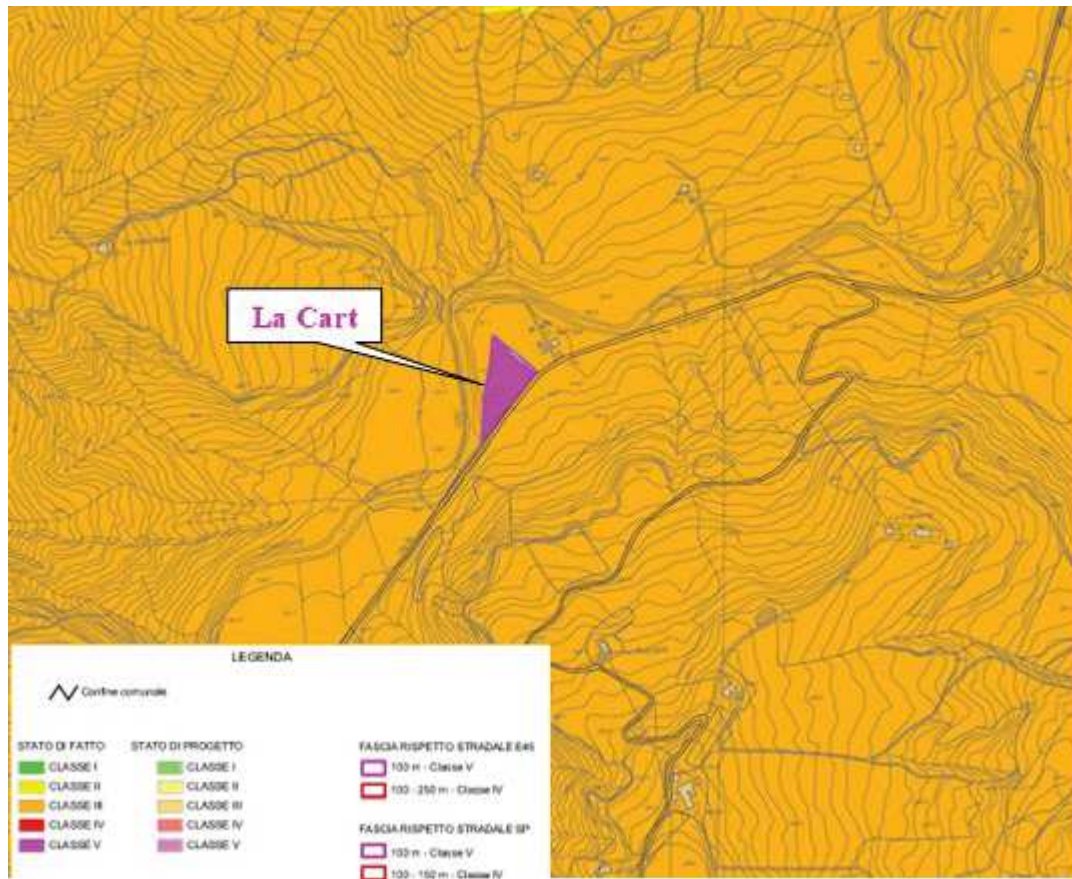 La Cart
LEGENDA
Confine comunale
STATO DI FATTO
CLASSE I
CLASSE II
CLASSE III
CLASSE IV
CLASSE V
STATO DI PROGETTO
CLASSE I
CLASSE II
CLASSE III
CLASSE IV
CLASSE V
FASCIA RISPETTO STRADALE E45
100 m - Classe V
100 - 250 m - Classe IV
FASCIA RISPETTO STRADALE SP
100 m - Classe V
100 - 150 m - Classe IV